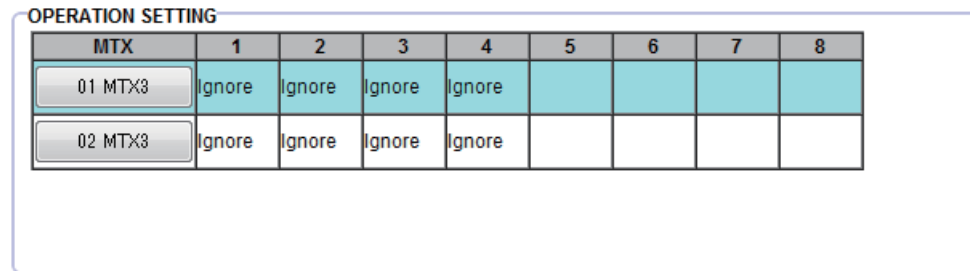 OPERATION SETTING
MTX 1 2 3 4 5 6 7 8
01 MTX3 Ignore Ignore Ignore Ignore
02 MTX3 Ignore Ignore Ignore Ignore